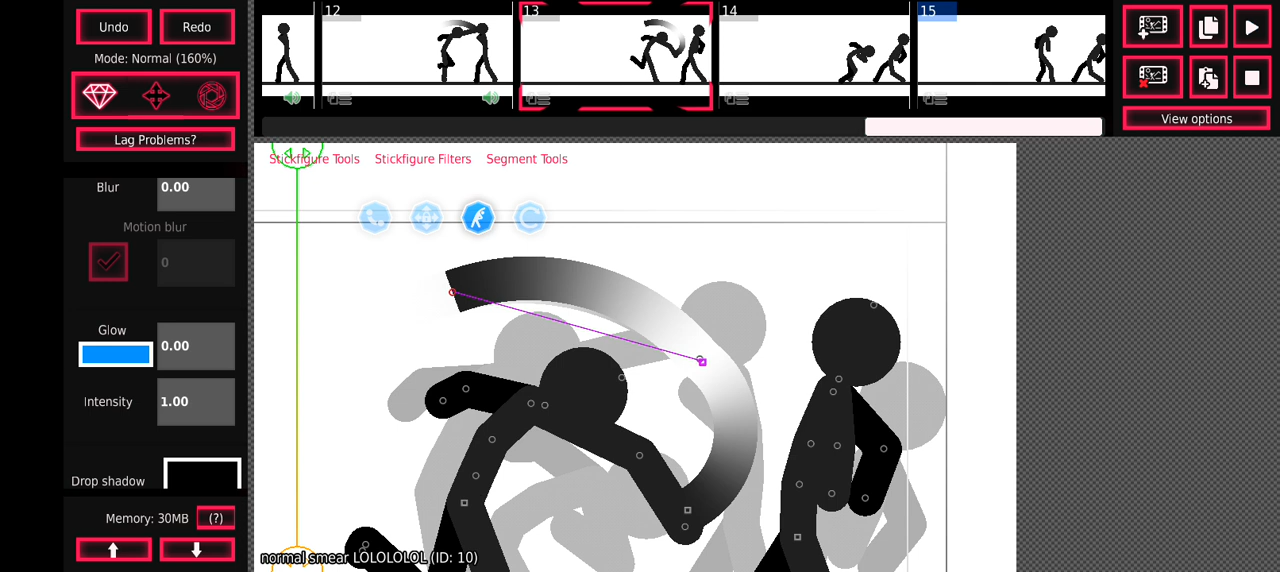 Undo Redo
Mode: Normal (160%)
Lag Problems?
12 13 14 15
View options
Stickfigure Tools Stickfigure Filters Segment Tools
Blur 0.00
Motion blur
0
Glow 0.00
Intensity 1.00
Drop shadow
Memory: 30MB (?)
normal smear LOLOLOLOL (ID: 10)